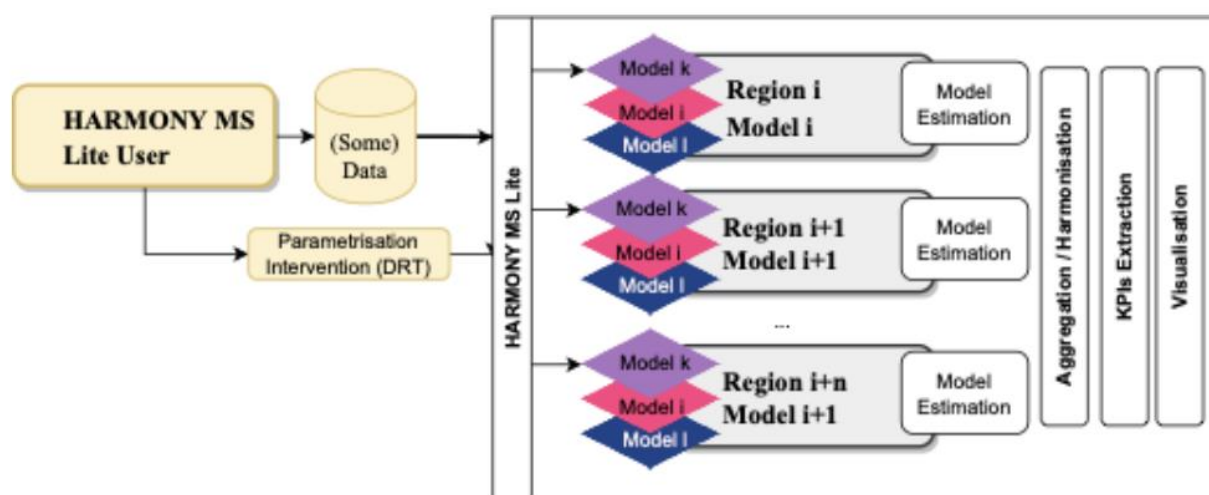 HARMONY MS
Lite User
(Some)
Data
Parametrisation
Intervention (DRT)
HARMONY MS Lite
Model k
Model i
Model l
Region i
Model i
Model
Estimation
Model k
Model i
Model l
Region i+1
Model i+1
Model
Estimation
...
Model k
Model i
Model l
Region i+n
Model i+1
Model
Estimation
Aggregation / Harmonisation
KPIs Extraction
Visualisation